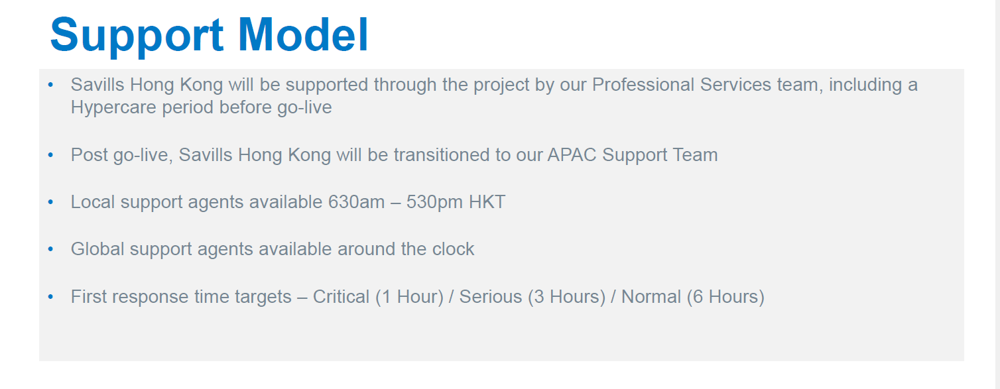 Support Model
• Savills Hong Kong will be supported through the project by our Professional Services team, including a
Hypercare period before go-live
• Post go-live, Savills Hong Kong will be transitioned to our APAC Support Team
• Local support agents available 630am – 530pm HKT
• Global support agents available around the clock
• First response time targets – Critical (1 Hour) / Serious (3 Hours) / Normal (6 Hours)